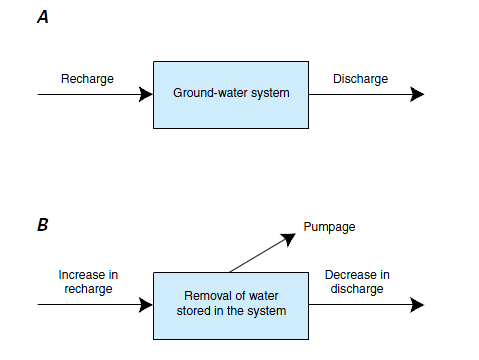 A
Recharge
Ground-water system
Discharge
B
Pumpage
Increase in
recharge
Removal of water
stored in the system
Decrease in
discharge